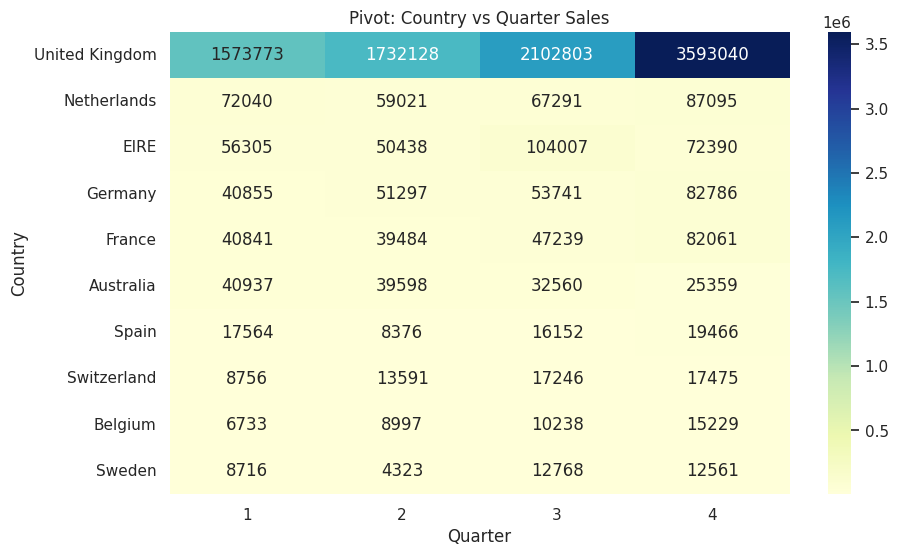 Pivot: Country vs Quarter Sales
1e6
United Kingdom 1573773 1732128 2102803 3593040
Netherlands 72040 59021 67291 87095
EIRE 56305 50438 104007 72390
Germany 40855 51297 53741 82786
France 40841 39484 47239 82061
Australia 40937 39598 32560 25359
Spain 17564 8376 16152 19466
Switzerland 8756 13591 17246 17475
Belgium 6733 8997 10238 15229
Sweden 8716 4323 12768 12561
1 2 3 4
Quarter
Country
3.5
3.0
2.5
2.0
1.5
1.0
0.5